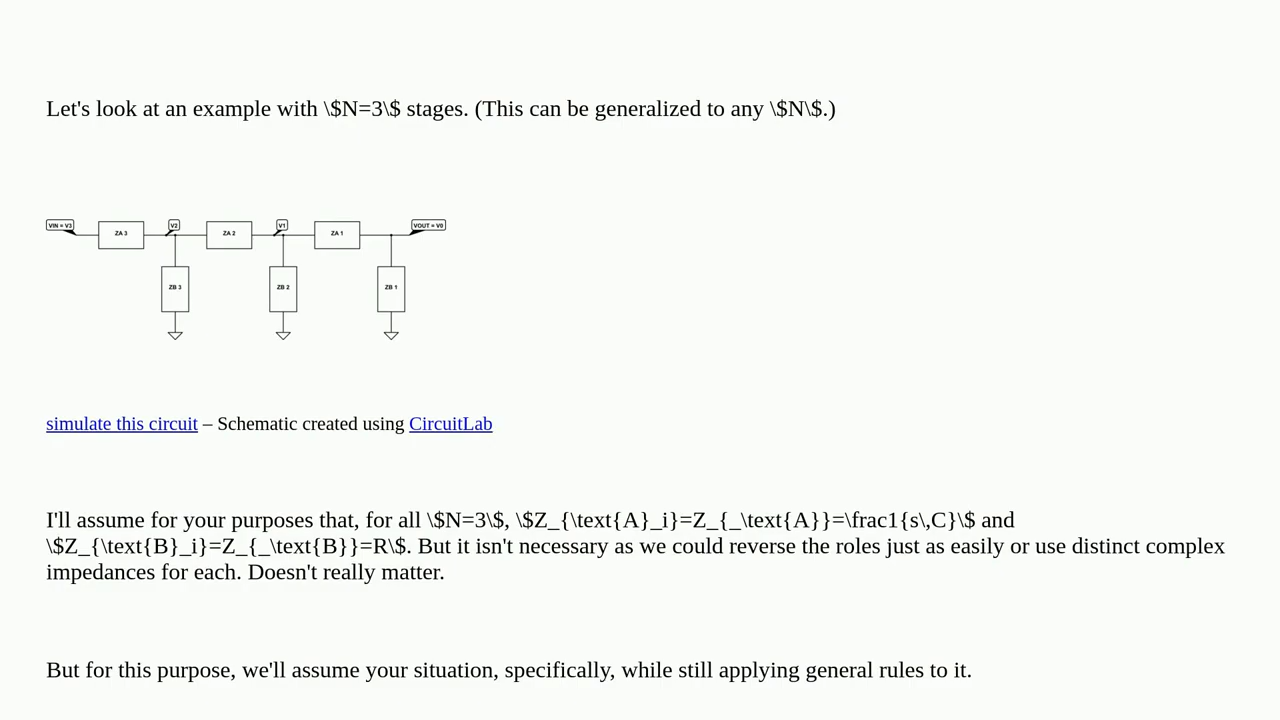 Let's look at an example with \$N=3\$ stages. (This can be generalized to any \$N\$.)
VIN = V3
ZA 3
V2
ZA 2
V1
ZA 1
VOUT = V0
ZB 3
ZB 2
ZB 1
simulate this circuit – Schematic created using CircuitLab
I'll assume for your purposes that, for all \$N=3\$, \$Z_{\text{A}_i}=Z_{_\text{A}}=\frac1{s\,C}\$ and
\$Z_{\text{B}_i}=Z_{_\text{B}}=R\$. But it isn't necessary as we could reverse the roles just as easily or use distinct complex
impedances for each. Doesn't really matter.
But for this purpose, we'll assume your situation, specifically, while still applying general rules to it.